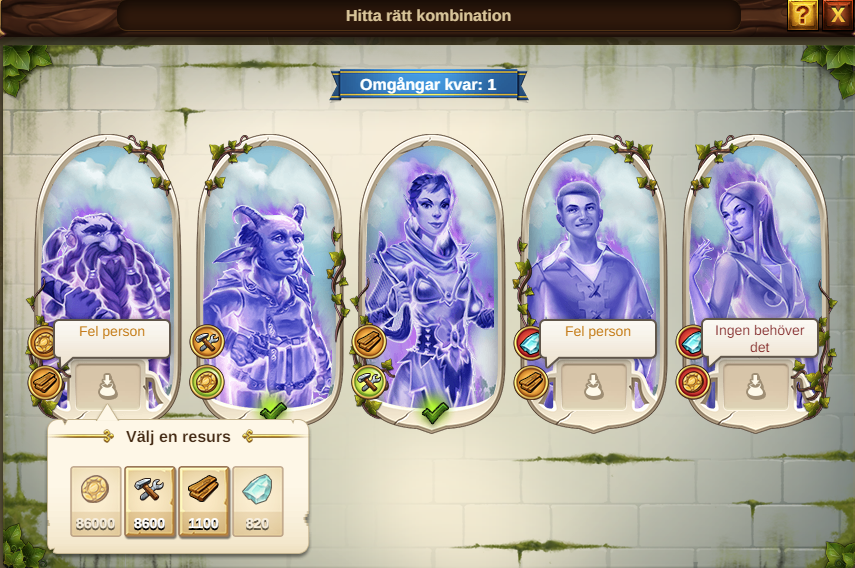 Hitta rätt kombination
?
X
Omgångar kvar: 1
Fel person
Fel person
Ingen behöver
det
Välj en resurs
86000 8600 1100 820